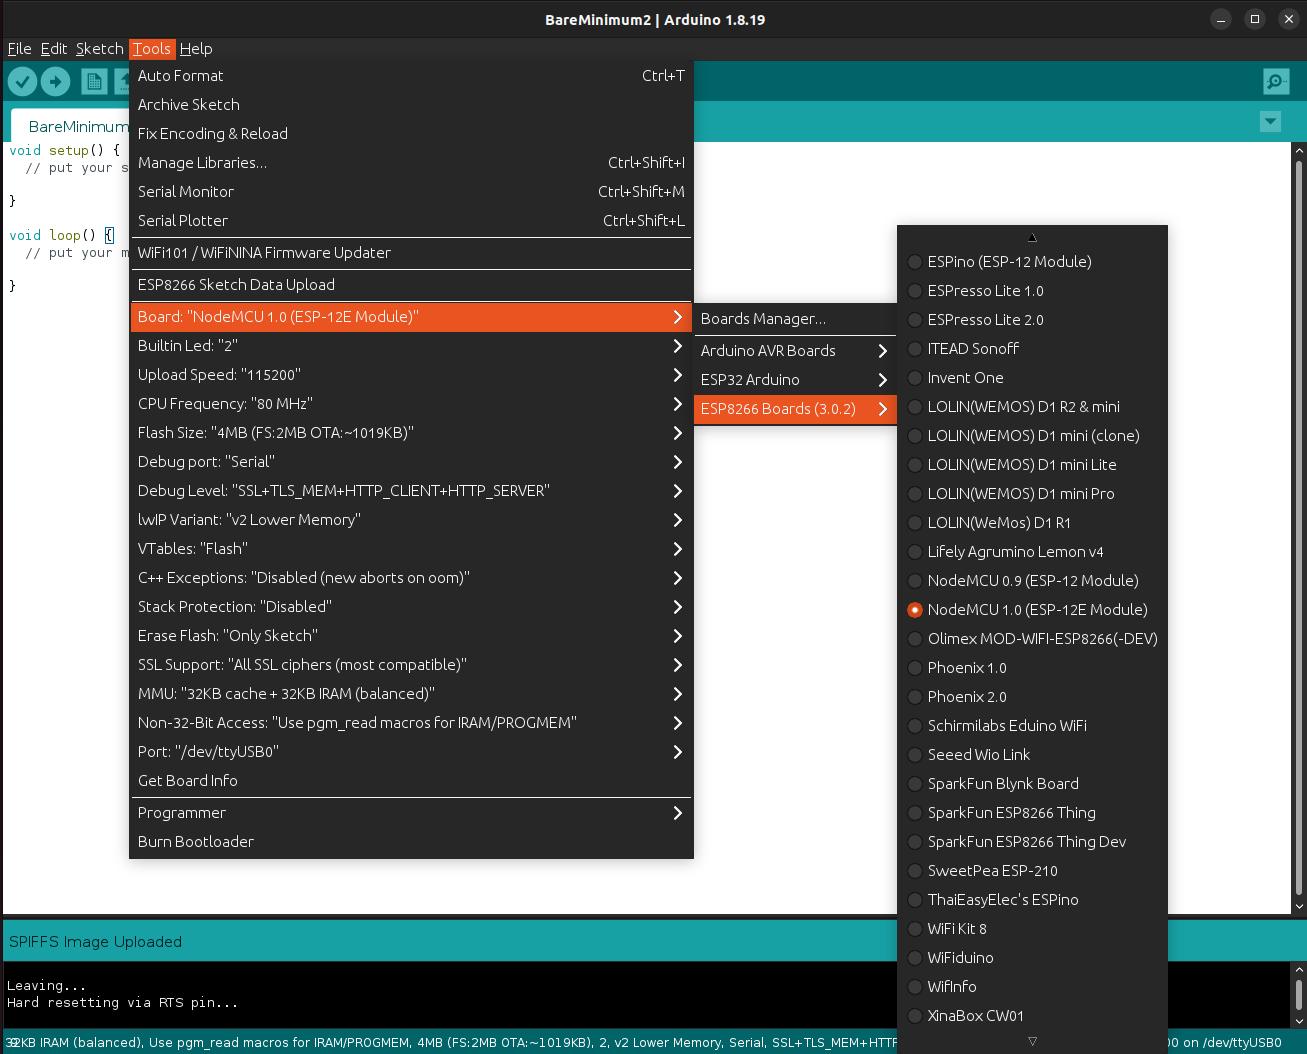 BareMinimum2 | Arduino 1.8.19
File Edit Sketch Tools Help
BareMinimum
void setup() {
// put your s
}
void loop() {
// put your m
}
Auto Format Ctrl+T
Archive Sketch
Fix Encoding & Reload
Manage Libraries... Ctrl+Shift+I
Serial Monitor Ctrl+Shift+M
Serial Plotter Ctrl+Shift+L
WiFi101 / WiFiNINA Firmware Updater
ESP8266 Sketch Data Upload
Board: "NodeMCU 1.0 (ESP-12E Module)"
Builtin Led: "2"
Upload Speed: "115200"
CPU Frequency: "80 MHz"
Flash Size: "4MB (FS:2MB OTA:~1019KB)"
Debug port: "Serial"
Debug Level: "SSL+TLS_MEM+HTTP_CLIENT+HTTP_SERVER"
lwIP Variant: "v2 Lower Memory"
VTables: "Flash"
C++ Exceptions: "Disabled (new aborts on oom)"
Stack Protection: "Disabled"
Erase Flash: "Only Sketch"
SSL Support: "All SSL ciphers (most compatible)"
MMU: "32KB cache + 32KB IRAM (balanced)"
Non-32-Bit Access: "Use pgm_read macros for IRAM/PROGMEM"
Port: "/dev/ttyUSB0"
Get Board Info
Programmer
Burn Bootloader
Boards Manager...
Arduino AVR Boards
ESP32 Arduino
ESP8266 Boards (3.0.2)
ESPino (ESP-12 Module)
ESPresso Lite 1.0
ESPresso Lite 2.0
ITEAD Sonoff
Invent One
LOLIN(WEMOS) D1 R2 & mini
LOLIN(WEMOS) D1 mini (clone)
LOLIN(WEMOS) D1 mini Lite
LOLIN(WEMOS) D1 mini Pro
LOLIN(WeMos) D1 R1
Lifely Agrumino Lemon v4
NodeMCU 0.9 (ESP-12 Module)
NodeMCU 1.0 (ESP-12E Module)
Olimex MOD-WIFI-ESP8266(-DEV)
Phoenix 1.0
Phoenix 2.0
Schirmilabs Eduino WiFi
Seeed Wio Link
SparkFun Blynk Board
SparkFun ESP8266 Thing
SparkFun ESP8266 Thing Dev
SweetPea ESP-210
ThaiEasyElec's ESPino
WiFi Kit 8
WiFiduino
WifInfo
XinaBox CW01
SPIFFS Image Uploaded
Leaving...
Hard resetting via RTS pin...
32KB IRAM (balanced), Use pgm_read macros for IRAM/PROGMEM, 4MB (FS:2MB OTA:~1019KB), 2, v2 Lower Memory, Serial, SSL+TLS_MEM+HTTP 00 on /dev/ttyUSB0